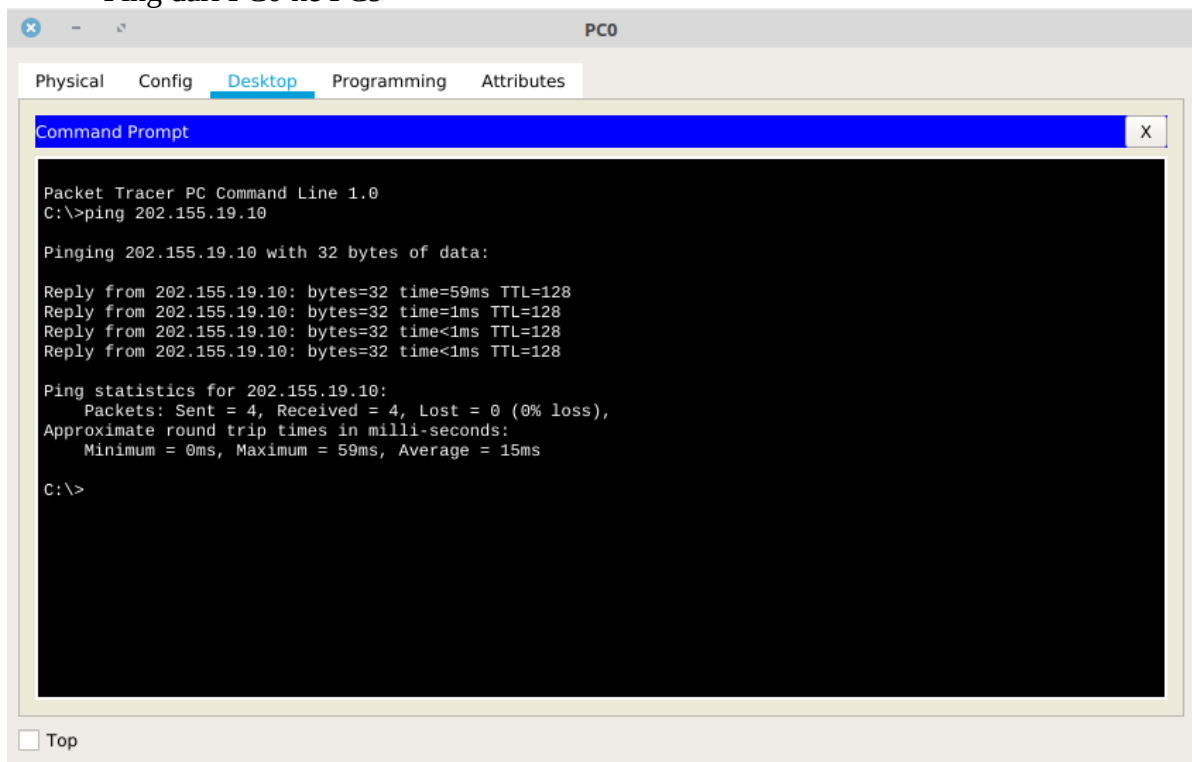 Ping dari PC0 ke PC3
PC0
Physical Config Desktop Programming Attributes
Command Prompt
X
Packet Tracer PC Command Line 1.0
C:\>ping 202.155.19.10
Pinging 202.155.19.10 with 32 bytes of data:
Reply from 202.155.19.10: bytes=32 time=59ms TTL=128
Reply from 202.155.19.10: bytes=32 time=1ms TTL=128
Reply from 202.155.19.10: bytes=32 time<1ms TTL=128
Reply from 202.155.19.10: bytes=32 time<1ms TTL=128
Ping statistics for 202.155.19.10:
Packets: Sent = 4, Received = 4, Lost = 0 (0% loss),
Approximate round trip times in milli-seconds:
Minimum = 0ms, Maximum = 59ms, Average = 15ms
C:\>
Top